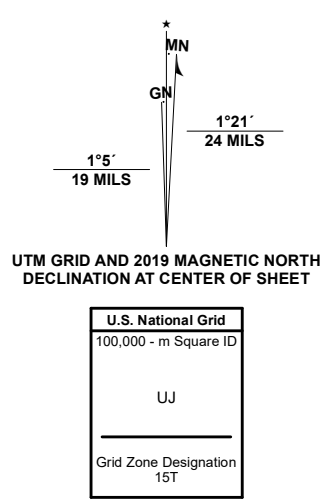 ★
MN
GN
1°21´
24 MILS
1°5´
19 MILS
UTM GRID AND 2019 MAGNETIC NORTH
DECLINATION AT CENTER OF SHEET
U.S. National Grid
100,000 - m Square ID
UJ
Grid Zone Designation
15T